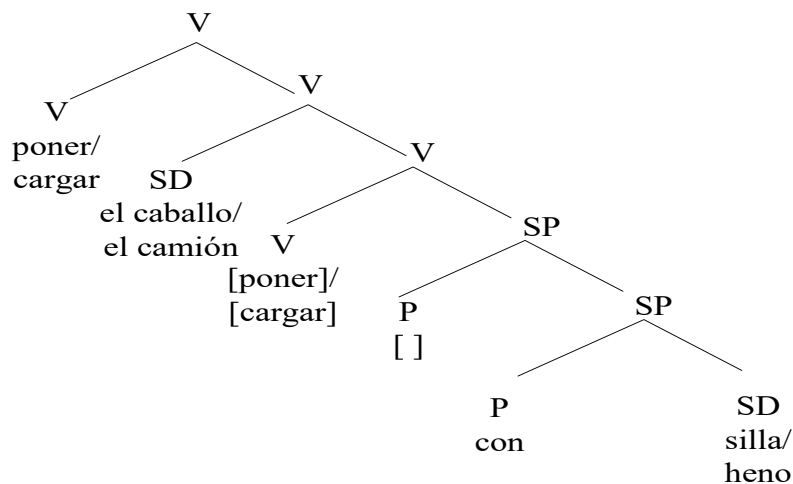 V
V
V
poner/
cargar
V
SD
el caballo/
el camión
V
[poner]/
[cargar]
SP
P
[ ]
SP
P
con
SD
silla/
heno